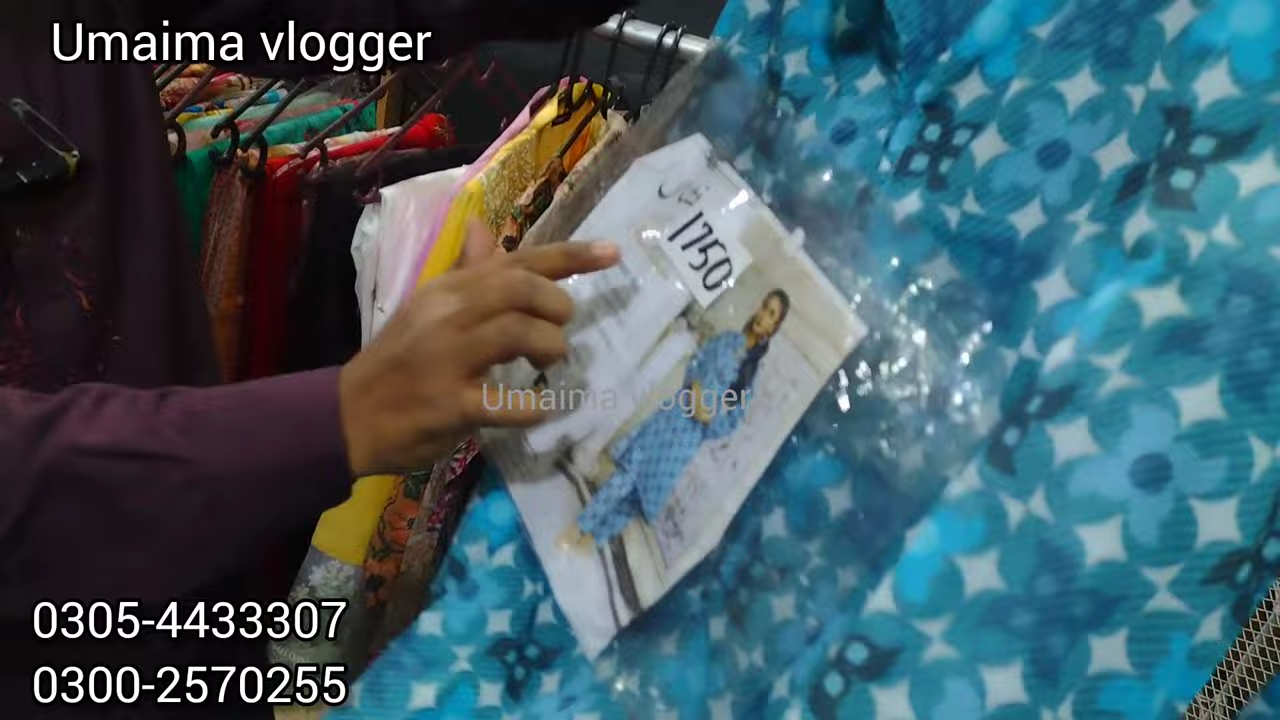 Umaima vlogger
1750
Umaima vlogger
0305-4433307
0300-2570255